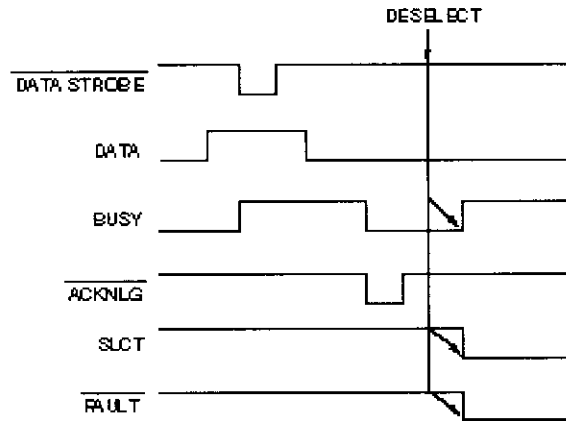 DESELECT
DATA STROBE
DATA
BUSY
ACKNLG
SLCT
FAULT